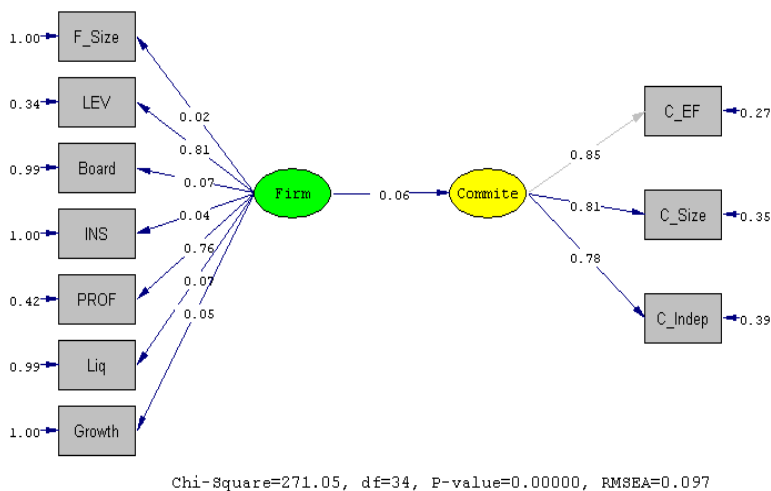 1.00 F_Size
0.34 LEV
0.99 Board
1.00 INS
0.42 PROF
0.99 Liq
1.00 Growth
0.02
0.81
0.07
0.04
0.76
0.07
0.05
Firm
0.06
Commite
0.85
0.81
0.78
C_EF 0.27
C_Size 0.35
C_Indep 0.39
Chi-Square=271.05, df=34, P-value=0.00000, RMSEA=0.097